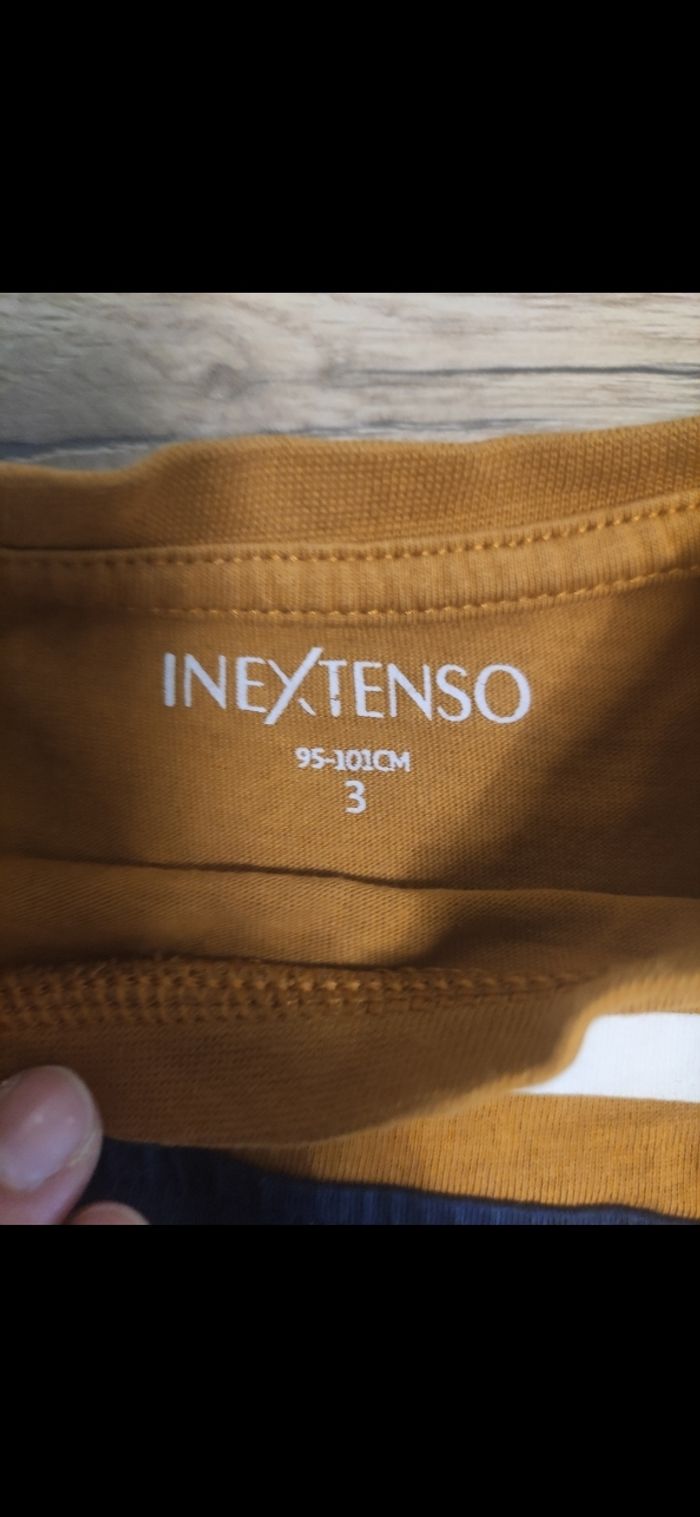 INEXTENSO
95-101CM
3